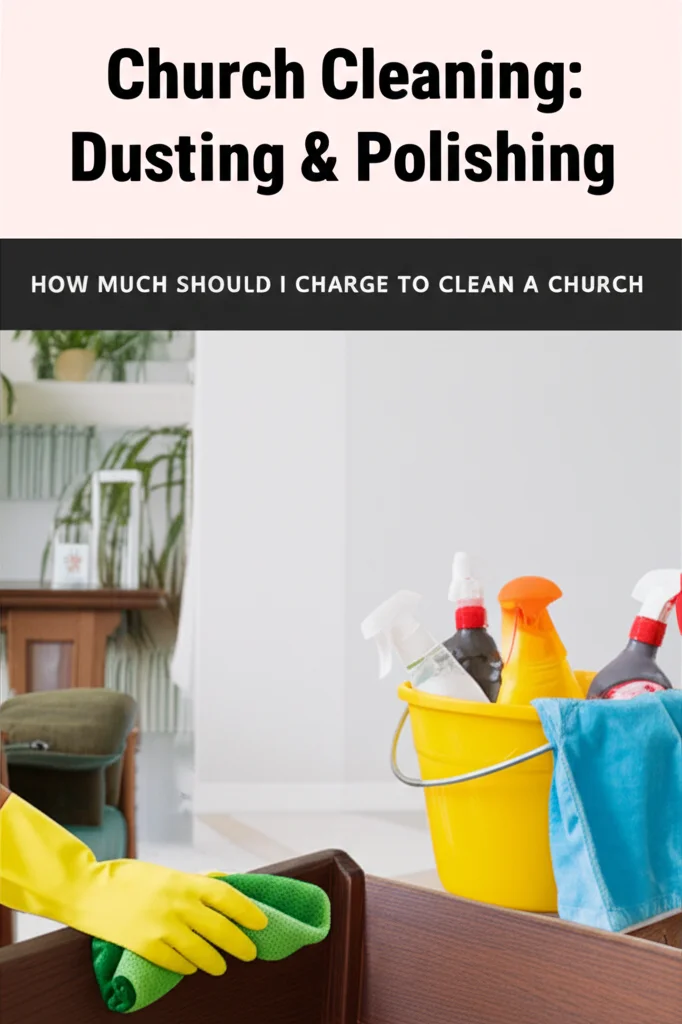 Church Cleaning:
Dusting & Polishing
HOW MUCH SHOULD I CHARGE TO CLEAN A CHURCH